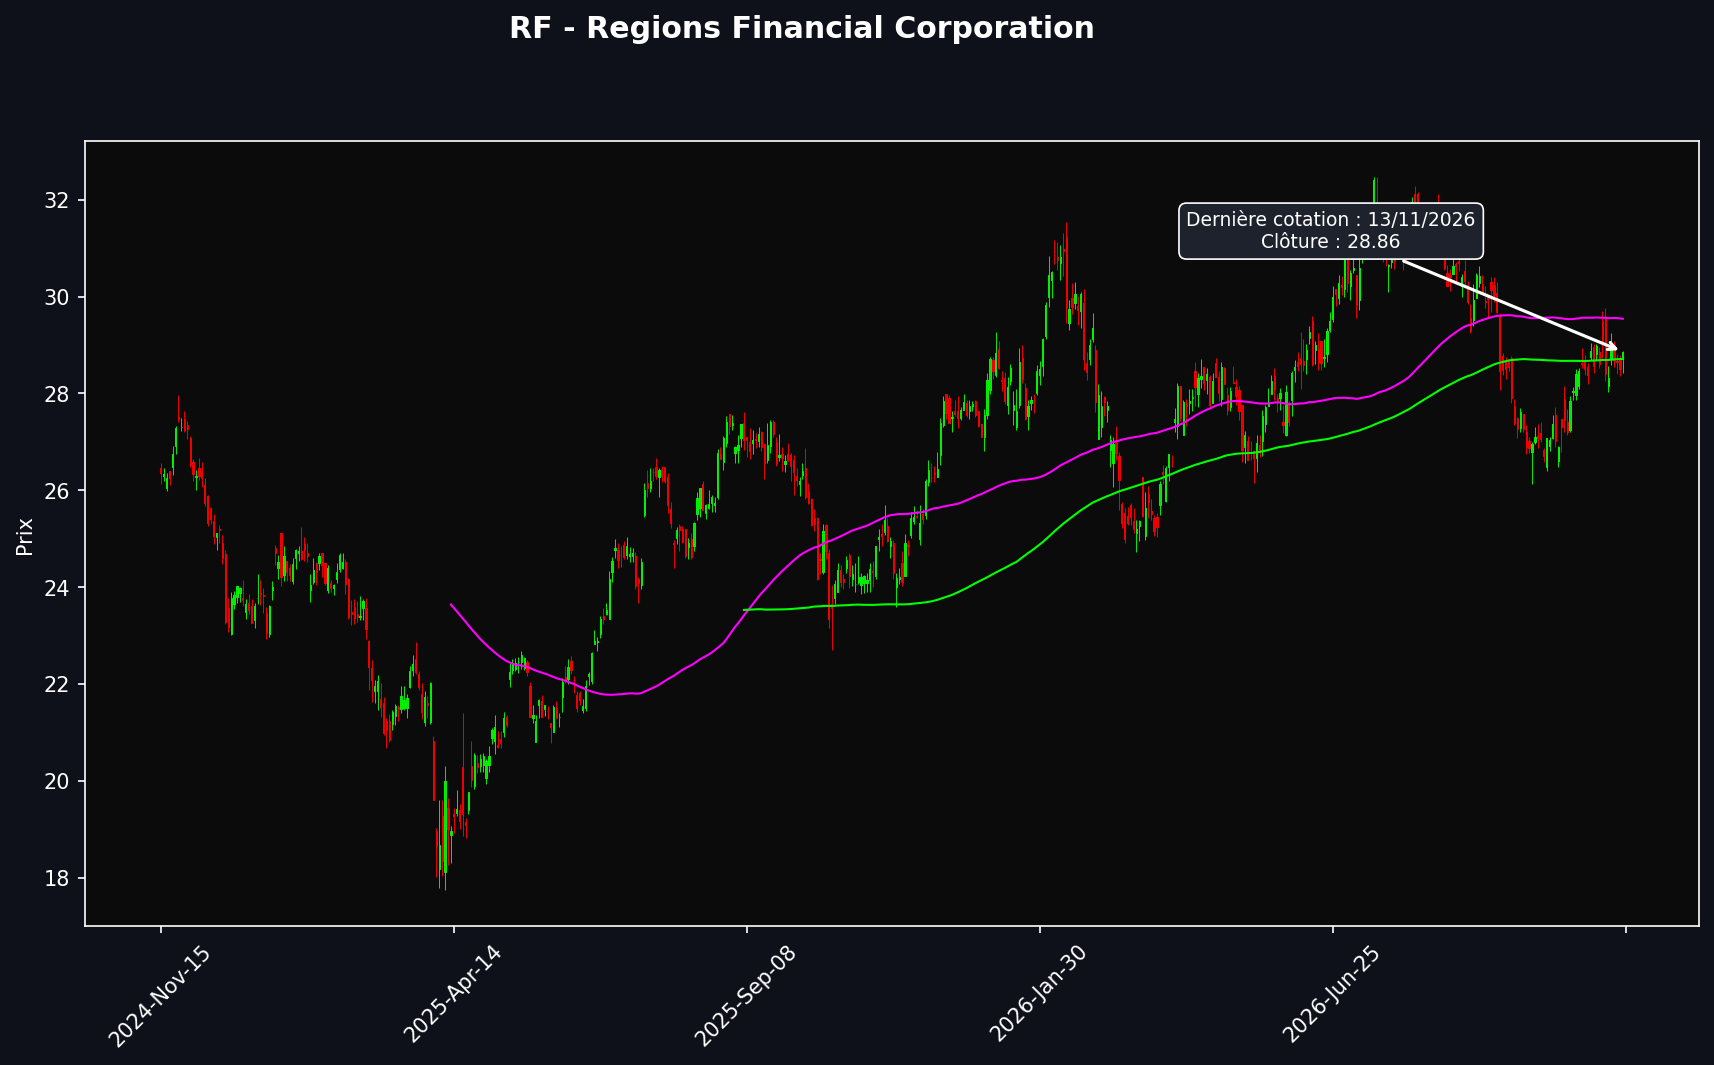 RF - Regions Financial Corporation
Dernière cotation : 13/11/2026
Clôture : 28.86
Prix
32
30
28
26
24
22
20
18
2024-Nov-15
2025-Apr-14
2025-Sep-08
2026-Jan-30
2026-Jun-25